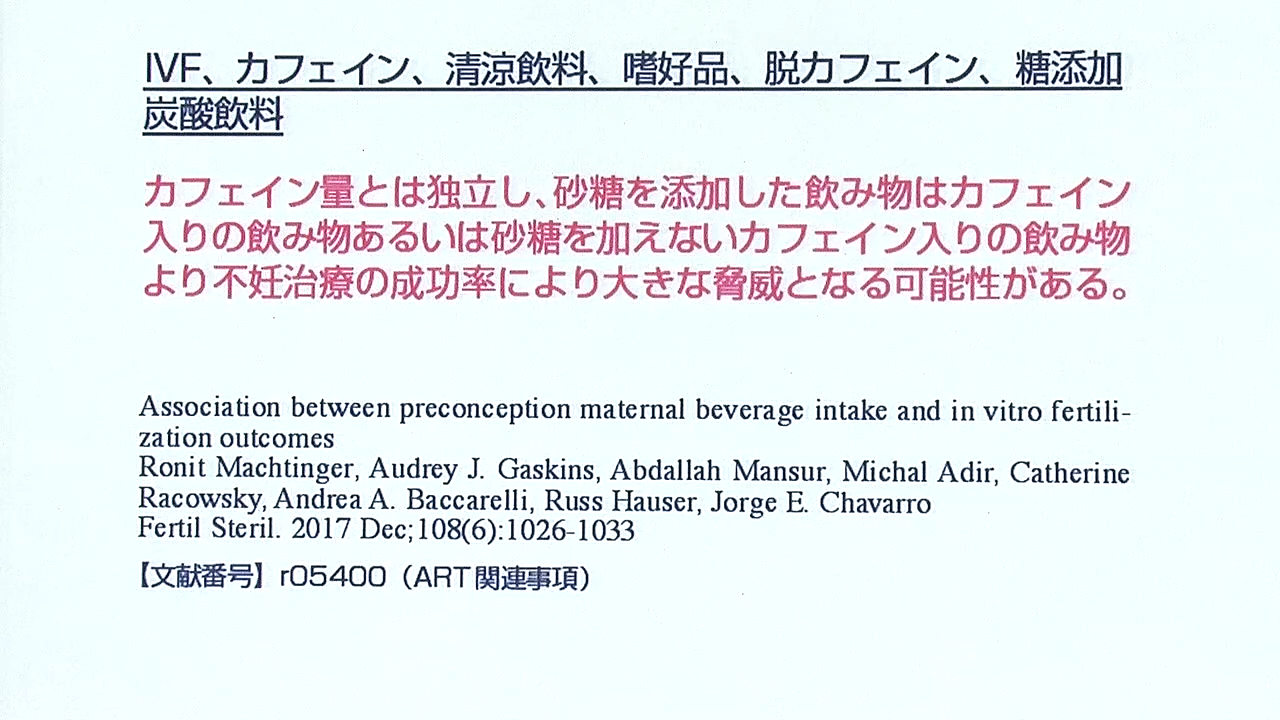 IVF、カフェイン、清涼飲料、嗜好品、脱カフェイン、糖添加
炭酸飲料
カフェイン量とは独立し、砂糖を添加した飲み物はカフェイン
入りの飲み物あるいは砂糖を加えないカフェイン入りの飲み物
より不妊治療の成功率により大きな脅威となる可能性がある。
Association between preconception maternal beverage intake and in vitro fertili-
zation outcomes
Ronit Machtinger, Audrey J. Gaskins, Abdallah Mansur, Michal Adir, Catherine
Racowsky, Andrea A. Baccarelli, Russ Hauser, Jorge E. Chavarro
Fertil Steril. 2017 Dec;108(6):1026-1033
【文献番号】r05400（ART関連事項）